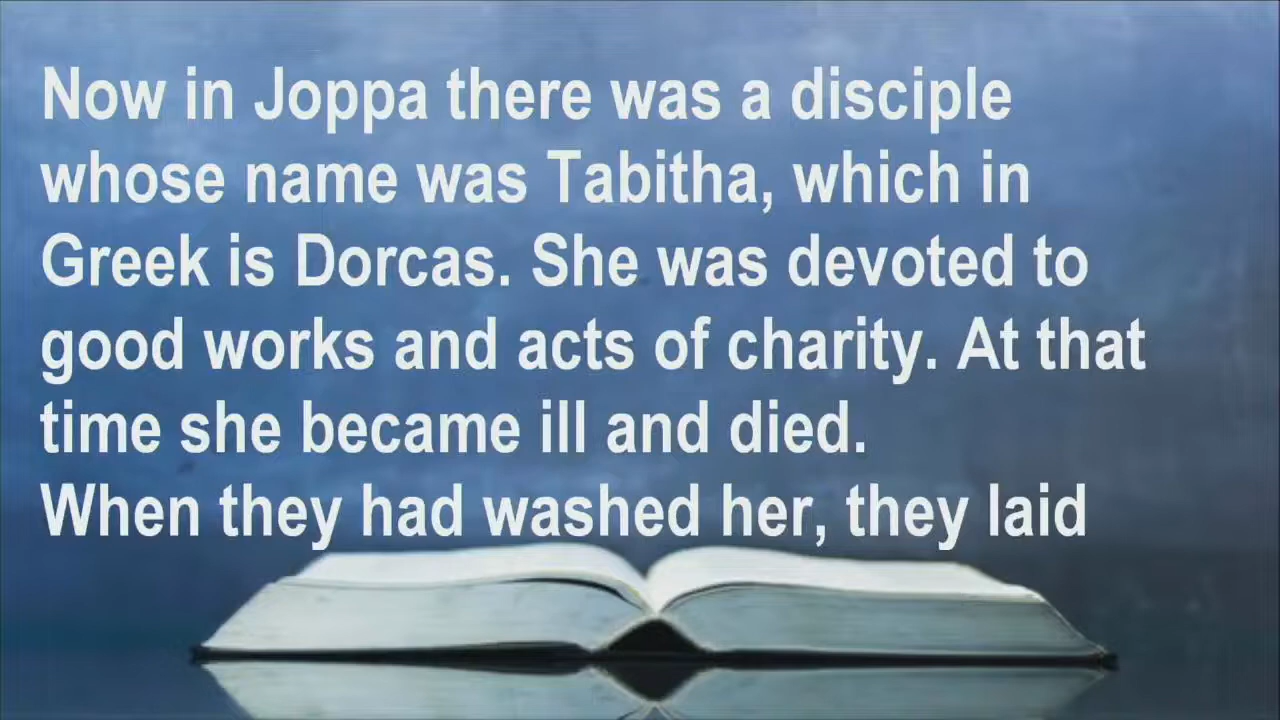 Now in Joppa there was a disciple
whose name was Tabitha, which in
Greek is Dorcas. She was devoted to
good works and acts of charity. At that
time she became ill and died.
When they had washed her, they laid